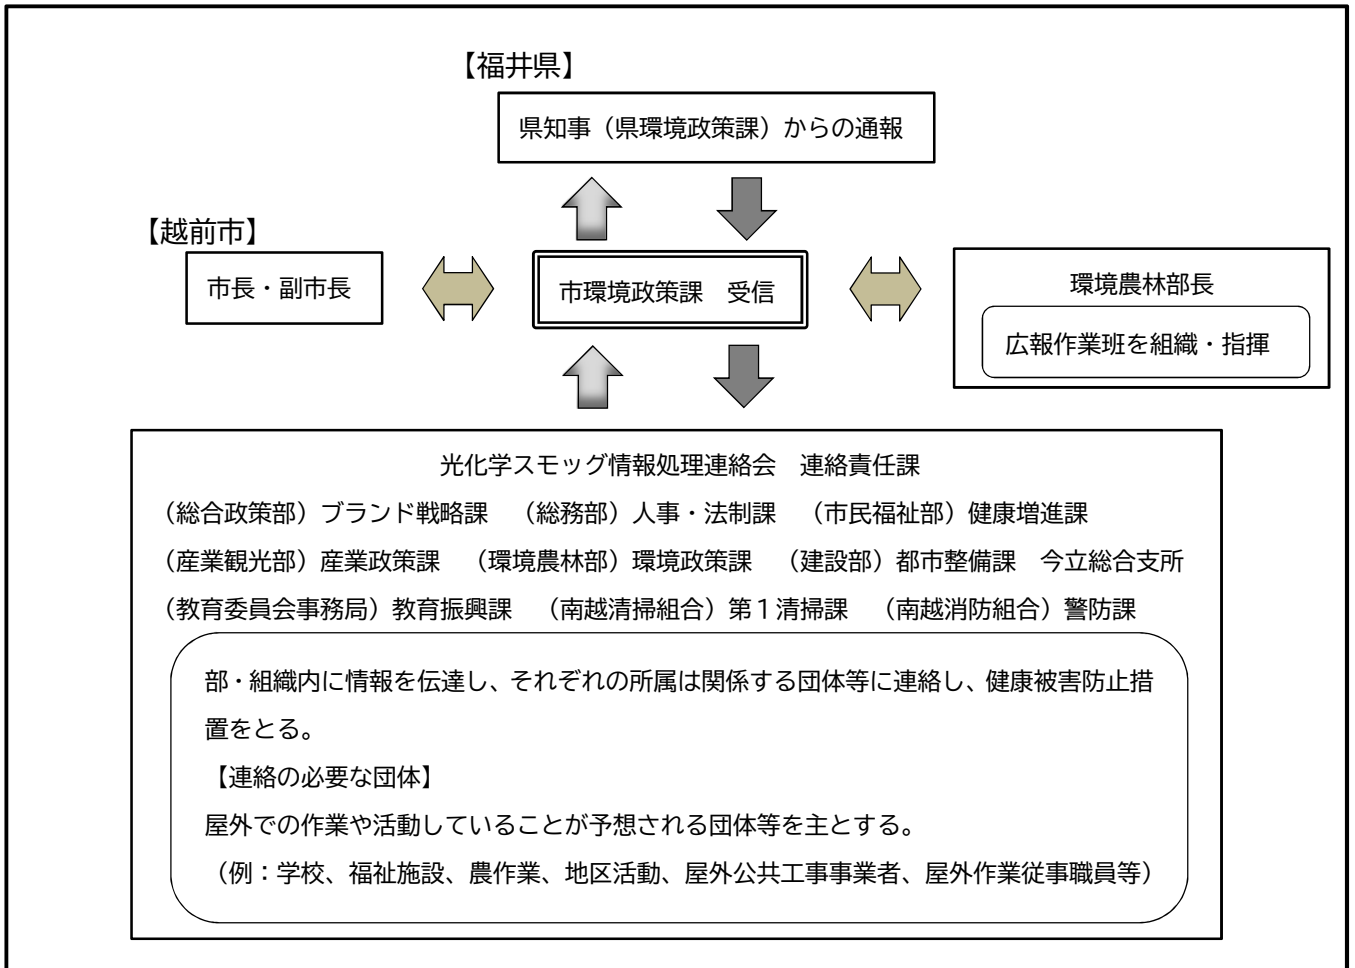 【福井県】
県知事（県環境政策課）からの通報
【越前市】
市長・副市長
市環境政策課　受信
環境農林部長
広報作業班を組織・指揮
光化学スモッグ情報処理連絡会　連絡責任課
（総合政策部）ブランド戦略課　（総務部）人事・法制課　（市民福祉部）健康増進課
（産業観光部）産業政策課　（環境農林部）環境政策課　（建設部）都市整備課　今立総合支所
（教育委員会事務局）教育振興課　（南越清掃組合）第１清掃課　（南越消防組合）警防課
部・組織内に情報を伝達し、それぞれの所属は関係する団体等に連絡し、健康被害防止措
置をとる。
【連絡の必要な団体】
屋外での作業や活動していることが予想される団体等を主とする。
（例：学校、福祉施設、農作業、地区活動、屋外公共工事事業者、屋外作業従事職員等）